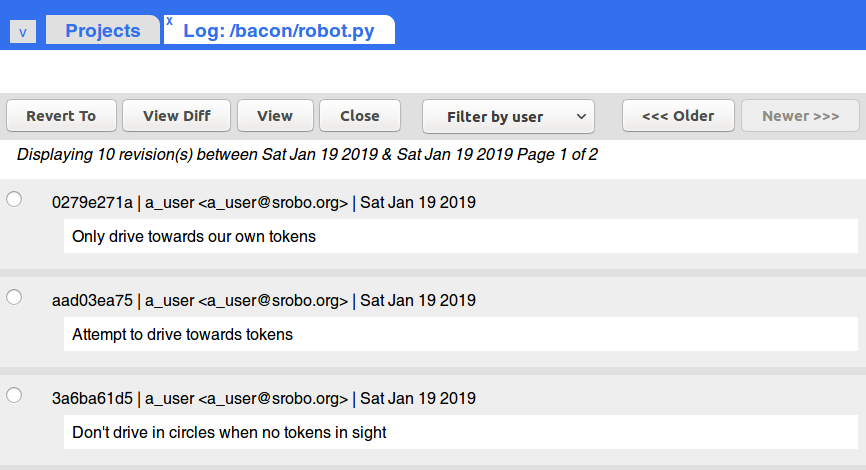 v Projects x Log: /bacon/robot.py
Revert To View Diff View Close Filter by user <<< Older Newer >>>
Displaying 10 revision(s) between Sat Jan 19 2019 & Sat Jan 19 2019 Page 1 of 2
0279e271a | a_user <a_user@srobo.org> | Sat Jan 19 2019
Only drive towards our own tokens
aad03ea75 | a_user <a_user@srobo.org> | Sat Jan 19 2019
Attempt to drive towards tokens
3a6ba61d5 | a_user <a_user@srobo.org> | Sat Jan 19 2019
Don't drive in circles when no tokens in sight